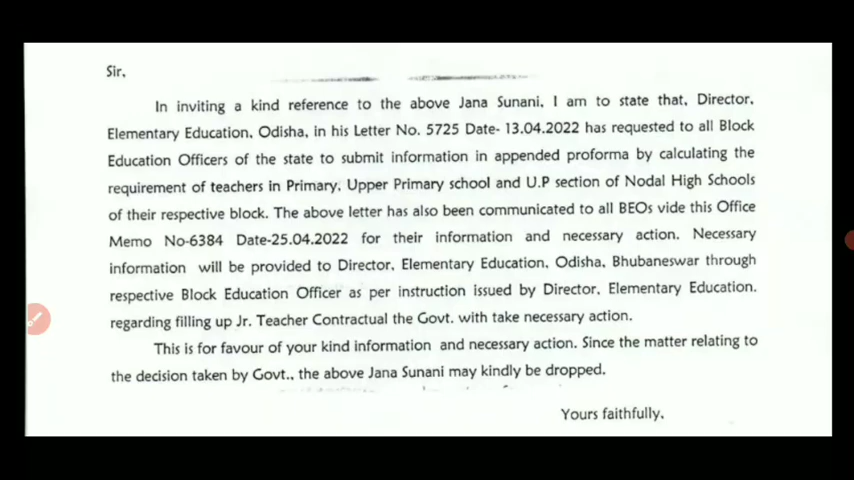 Sir,
In inviting a kind reference to the above Jana Sunani, I am to state that, Director,
Elementary Education, Odisha, in his Letter No. 5725 Date- 13.04.2022 has requested to all Block
Education Officers of the state to submit information in appended proforma by calculating the
requirement of teachers in Primary, Upper Primary school and U.P section of Nodal High Schools
of their respective block. The above letter has also been communicated to all BEOs vide this Office
Memo No-6384 Date-25.04.2022 for their information and necessary action. Necessary
information will be provided to Director, Elementary Education, Odisha, Bhubaneswar through
respective Block Education Officer as per instruction issued by Director, Elementary Education,
regarding filling up Jr. Teacher Contractual the Govt. with take necessary action.
This is for favour of your kind information and necessary action. Since the matter relating to
the decision taken by Govt., the above Jana Sunani may kindly be dropped.
Yours faithfully,